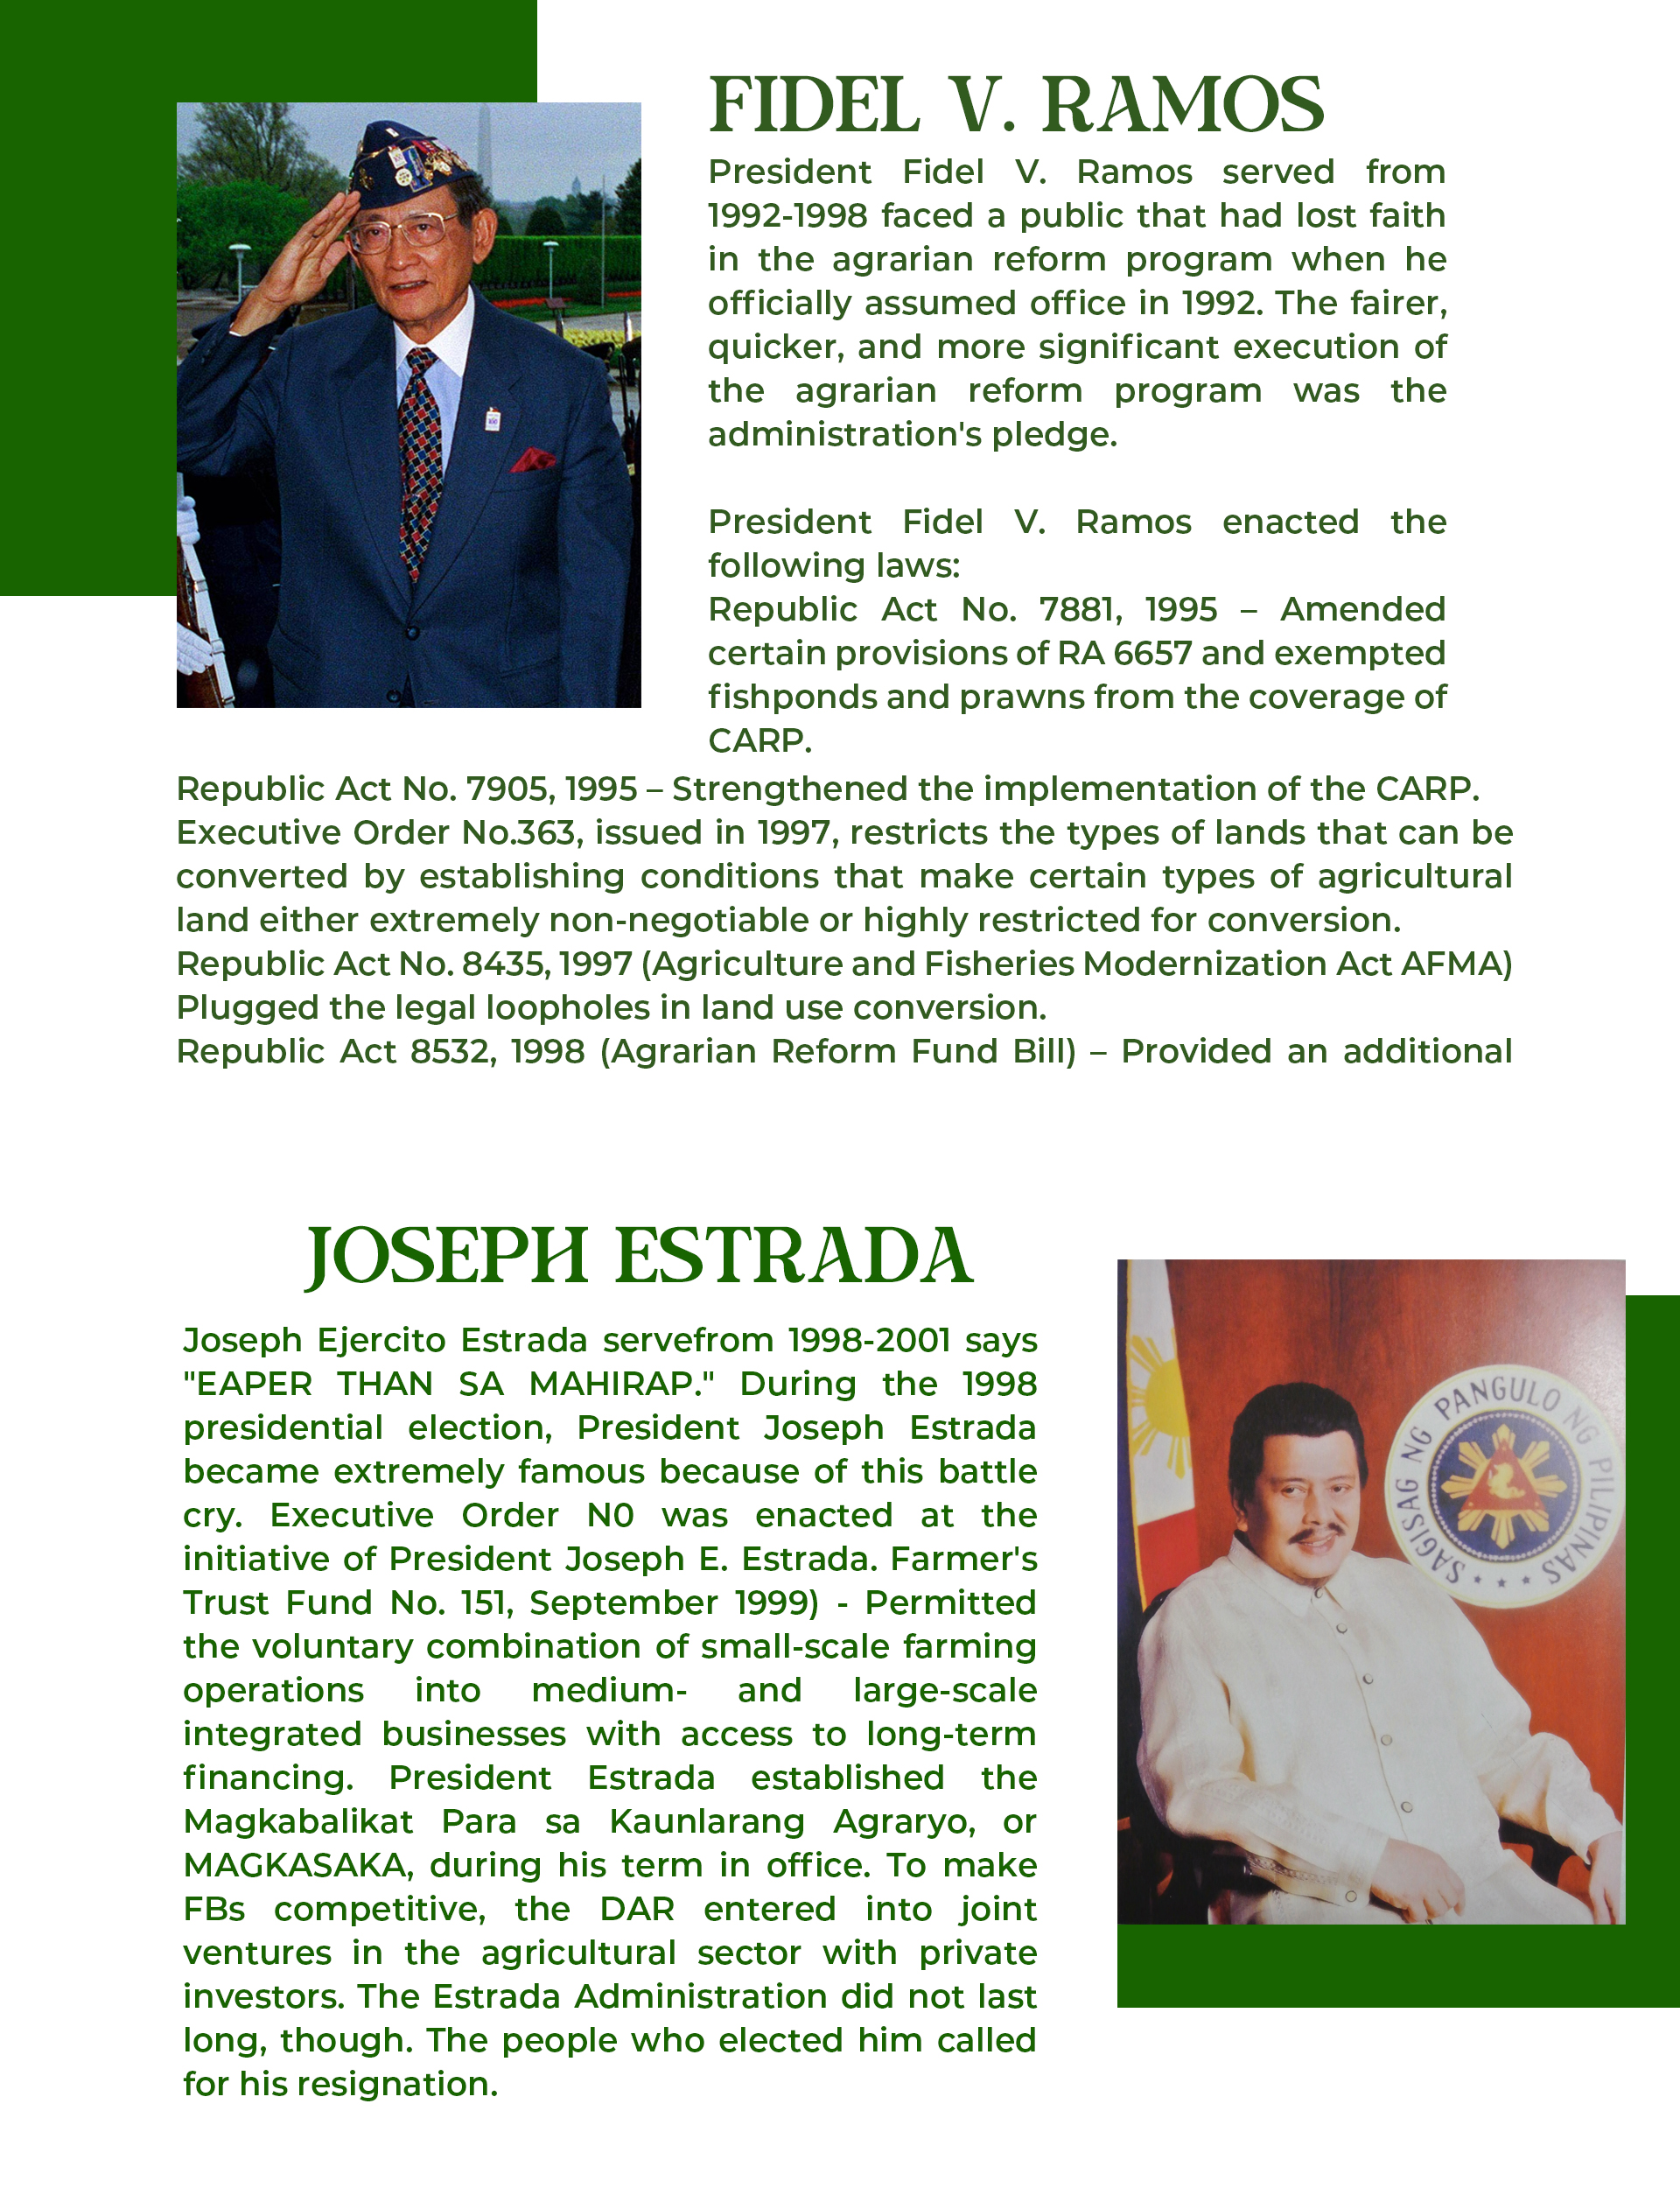 FIDEL V. RAMOS
President Fidel V. Ramos served from
1992-1998 faced a public that had lost faith
in the agrarian reform program when he
officially assumed office in 1992. The fairer,
quicker, and more significant execution of
the agrarian reform program was the
administration's pledge.
President Fidel V. Ramos enacted the
following laws:
Republic Act No. 7881, 1995 – Amended
certain provisions of RA 6657 and exempted
fishponds and prawns from the coverage of
CARP.
Republic Act No. 7905, 1995 – Strengthened the implementation of the CARP.
Executive Order No.363, issued in 1997, restricts the types of lands that can be
converted by establishing conditions that make certain types of agricultural
land either extremely non-negotiable or highly restricted for conversion.
Republic Act No. 8435, 1997 (Agriculture and Fisheries Modernization Act AFMA)
Plugged the legal loopholes in land use conversion.
Republic Act 8532, 1998 (Agrarian Reform Fund Bill) – Provided an additional
JOSEPH ESTRADA
Joseph Ejercito Estrada servefrom 1998-2001 says
"EAPER THAN SA MAHIRAP." During the 1998
presidential election, President Joseph Estrada
became extremely famous because of this battle
cry. Executive Order N0 was enacted at the
initiative of President Joseph E. Estrada. Farmer's
Trust Fund No. 151, September 1999) - Permitted
the voluntary combination of small-scale farming
operations into medium- and large-scale
integrated businesses with access to long-term
financing. President Estrada established the
Magkabalikat Para sa Kaunlarang Agraryo, or
MAGKASAKA, during his term in office. To make
FBs competitive, the DAR entered into joint
ventures in the agricultural sector with private
investors. The Estrada Administration did not last
long, though. The people who elected him called
for his resignation.
SAGISAG NG PANGULO NG PILIPINAS